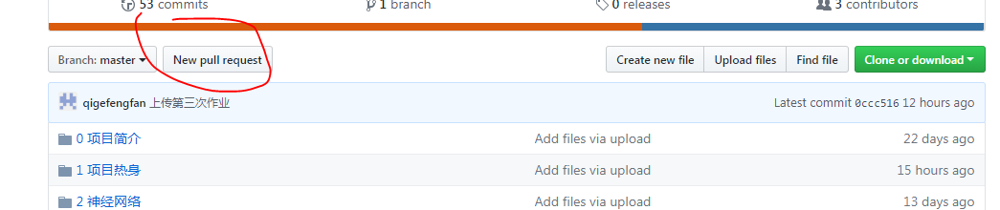 53 commits 1 branch 0 releases 3 contributors
Branch: master New pull request Create new file Upload files Find file Clone or download
qigefengfan 上传第三次作业 Latest commit 0ccc516 12 hours ago
0 项目简介 Add files via upload 22 days ago
1 项目热身 Add files via upload 15 hours ago
2 神经网络 Add files via upload 13 days ago